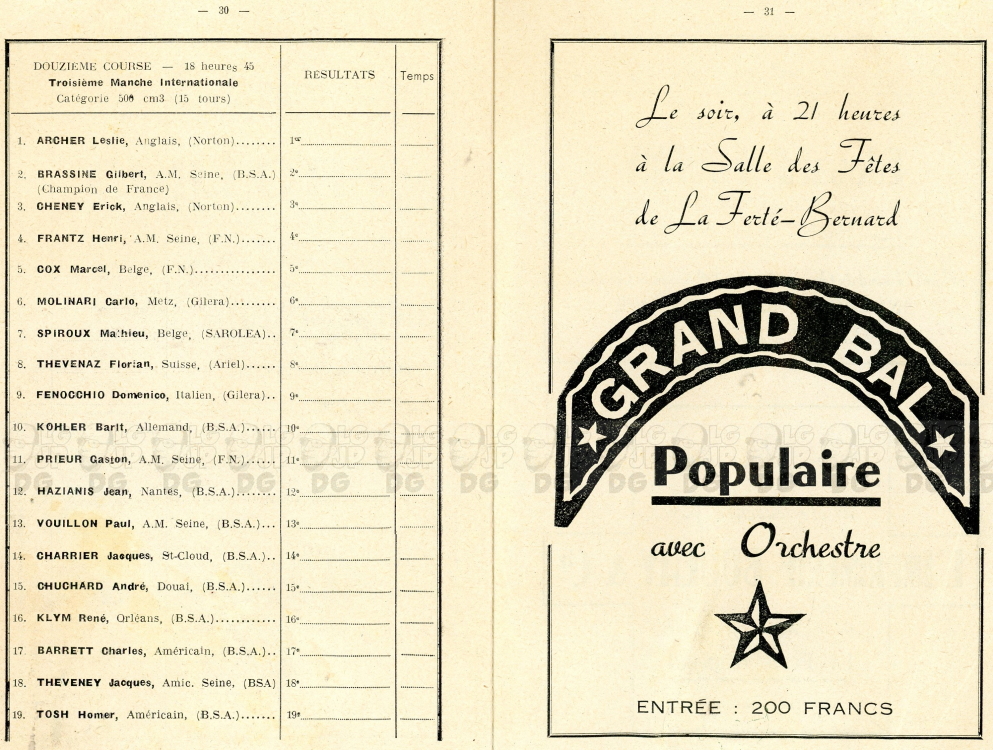 — 30 —
DOUZIEME COURSE — 18 heures 45
Troisième Manche Internationale
Catégorie 500 cm3 (15 tours)
RESULTATS
Temps
1. ARCHER Leslie, Anglais, (Norton)........ 1er
2. BRASSINE Gilbert, A.M. Seine, (B.S.A.) 2e
(Champion de France)
3. CHENEY Erick, Anglais, (Norton)........ 3e
4. FRANTZ Henri, A.M. Seine, (F.N.)...... 4e
5. COX Marcel, Belge, (F.N.)............... 5e
6. MOLINARI Carlo, Metz, (Gilera)........ 6e
7. SPIROUX Mathieu, Belge, (SAROLEA).. 7e
8. THEVENAZ Florian, Suisse, (Ariel)...... 8e
9. FENOCCHIO Domenico, Italien, (Gilera).. 9e
10. KOHLER Barit, Allemand, (B.S.A.)..... 10e
11. PRIEUR Gaston, A.M. Seine, (F.N.)..... 11e
12. HAZIANIS Jean, Nantes, (B.S.A.)....... 12e
13. VOUILLON Paul, A.M. Seine, (B.S.A.)... 13e
14. CHARRIER Jacques, St-Cloud, (B.S.A.).. 14e
15. CHUCHARD André, Douai, (B.S.A.)...... 15e
16. KLYM René, Orléans, (B.S.A.)............ 16e
17. BARRETT Charles, Américain, (B.S.A.).. 17e
18. THEVENEY Jacques, Amic. Seine, (BSA) 18e
19. TOSH Homer, Américain, (B.S.A.)....... 19e
— 31 —
Le soir, à 21 heures
à la Salle des Fêtes
de La Ferté-Bernard
GRAND BAL
Populaire
avec Orchestre
ENTRÉE : 200 FRANCS